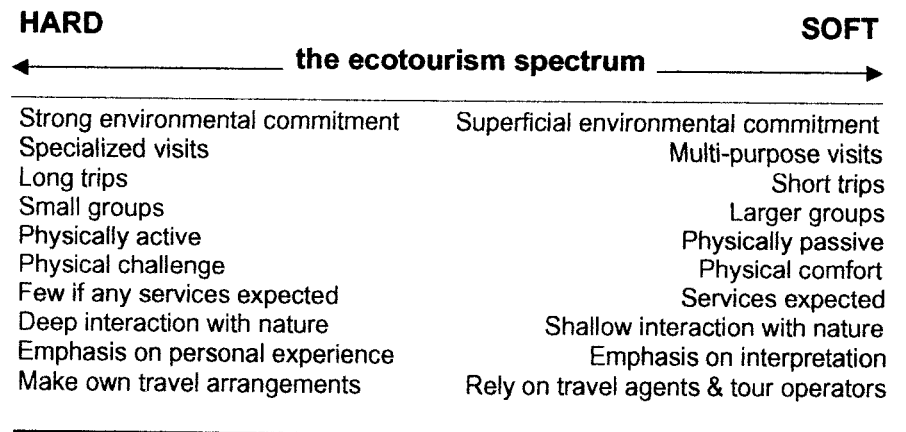 HARD SOFT
the ecotourism spectrum
Strong environmental commitment Superficial environmental commitment
Specialized visits Multi-purpose visits
Long trips Short trips
Small groups Larger groups
Physically active Physically passive
Physical challenge Physical comfort
Few if any services expected Services expected
Deep interaction with nature Shallow interaction with nature
Emphasis on personal experience Emphasis on interpretation
Make own travel arrangements Rely on travel agents & tour operators